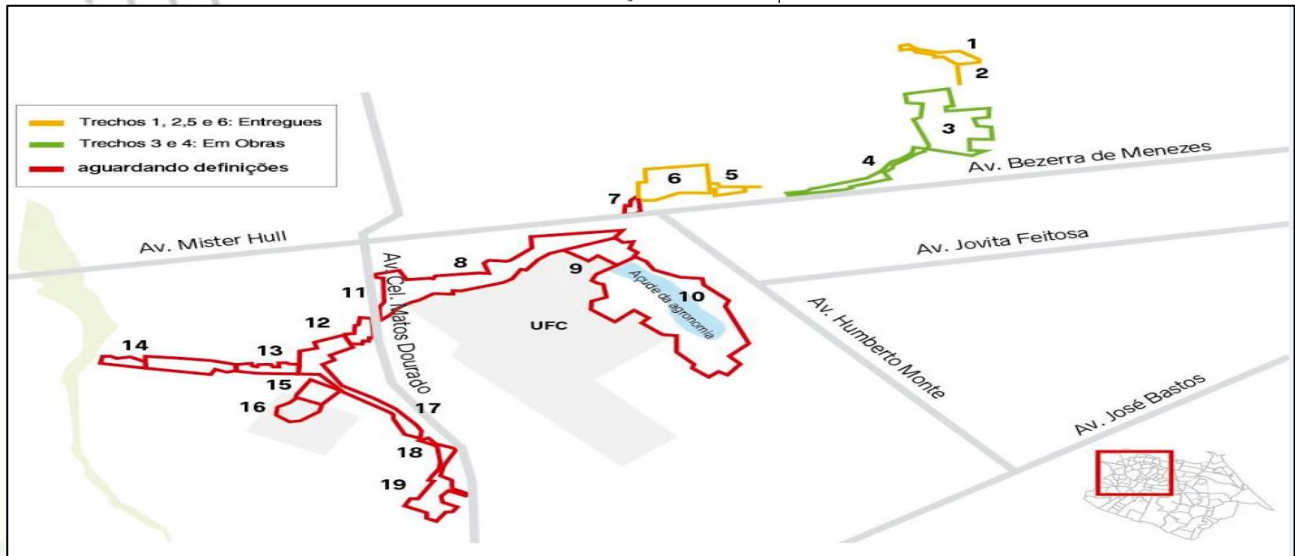 1
2
Trechos 1, 2,5 e 6: Entregues
Trechos 3 e 4: Em Obras
aguardando definições
3
4
Av. Bezerra de Menezes
5
6
7
Av. Mister Hull
Av. Jovita Feitosa
8
9
Açude da agronomia
10
11
Av. Cel. Matos Dourado
UFC
Av. Humberto Monte
12
13
14
15
16
17
18
19
Av. José Bastos